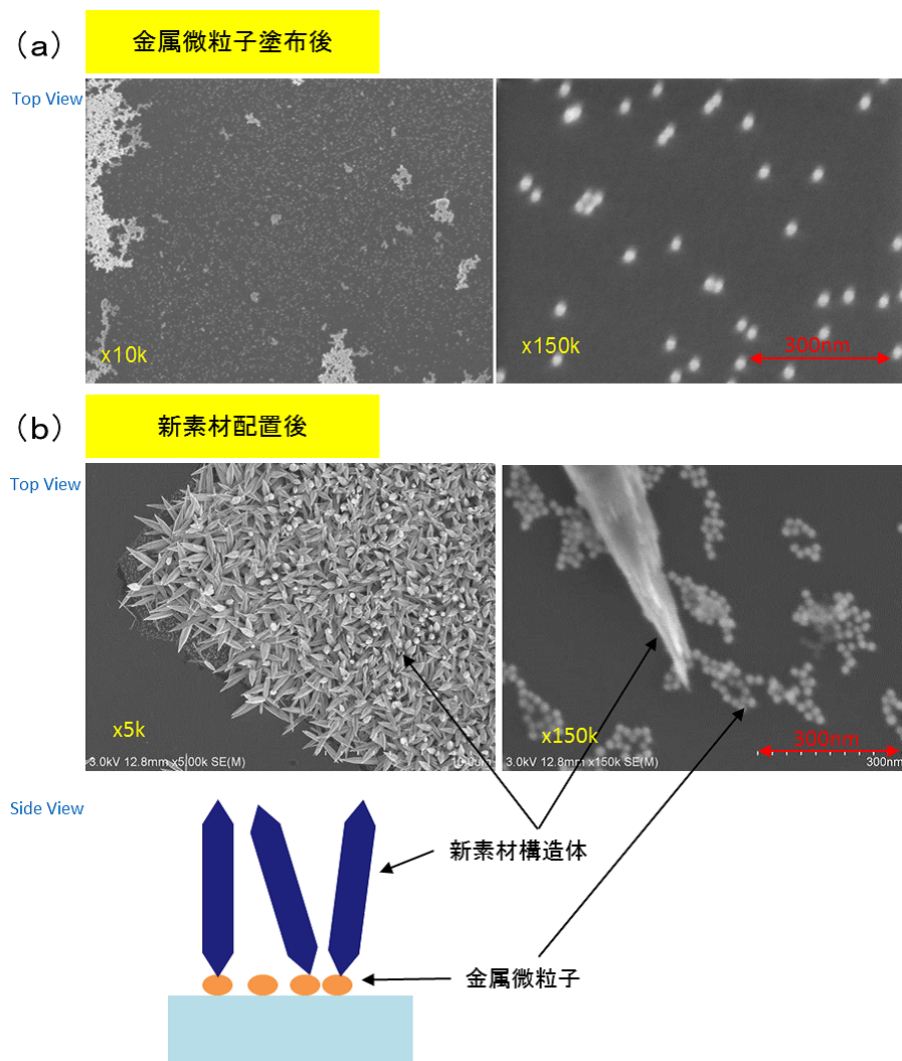 (a)
金属微粒子塗布後
Top View
x10k
x150k
300nm
(b)
新素材配置後
Top View
x5k
3.0kV 12.8mm x5.00k SE(M)
x150k
300nm
3.0kV 12.8mm x150k SE(M)
300nm
Side View
新素材構造体
金属微粒子